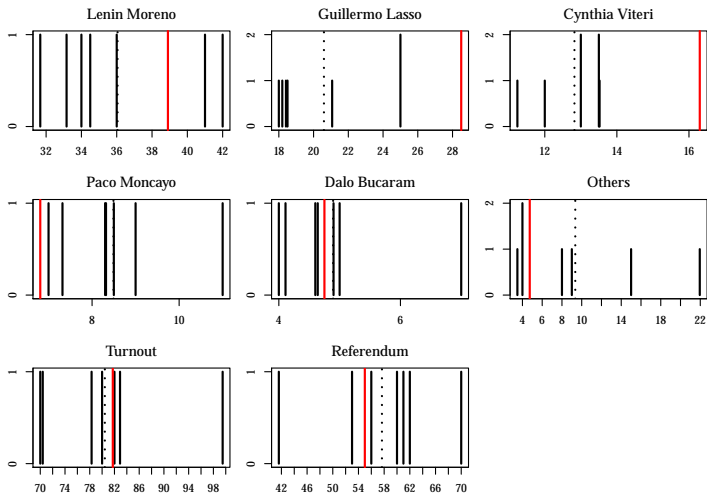 Lenin Moreno
0 1
32 34 36 38 40 42
Guillermo Lasso
0 1 2
18 20 22 24 26 28
Cynthia Viteri
0 1 2
12 14 16
Paco Moncayo
0 1
8 10
Dalo Bucaram
0 1
4 6
Others
0 1 2
4 6 8 10 14 18 22
Turnout
0 1
70 74 78 82 86 90 94 98
Referendum
0 1
42 46 50 54 58 62 66 70